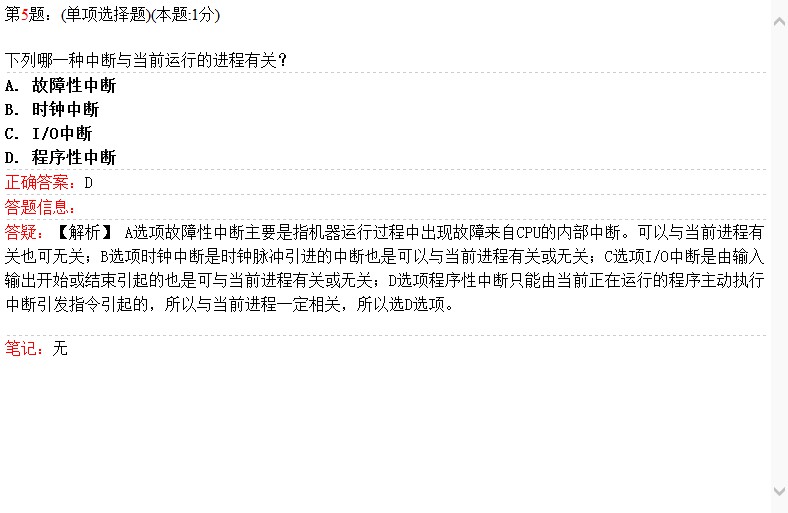 第5题: (单项选择题)(本题:1分)
下列哪一种中断与当前运行的进程有关?
A. 故障性中断
B. 时钟中断
C. I/O中断
D. 程序性中断
正确答案: D
答题信息:
答疑: 【解析】 A选项故障性中断主要是指机器运行过程中出现故障来自CPU的内部中断。可以与当前进程有
关也可无关；B选项时钟中断是时钟脉冲引进的中断也是可以与当前进程有关或无关；C选项I/O中断是由输入
输出开始或结束引起的也是可与当前进程有关或无关；D选项程序性中断只能由当前正在运行的程序主动执行
中断引发指令引起的，所以与当前进程一定相关，所以选D选项。
笔记: 无